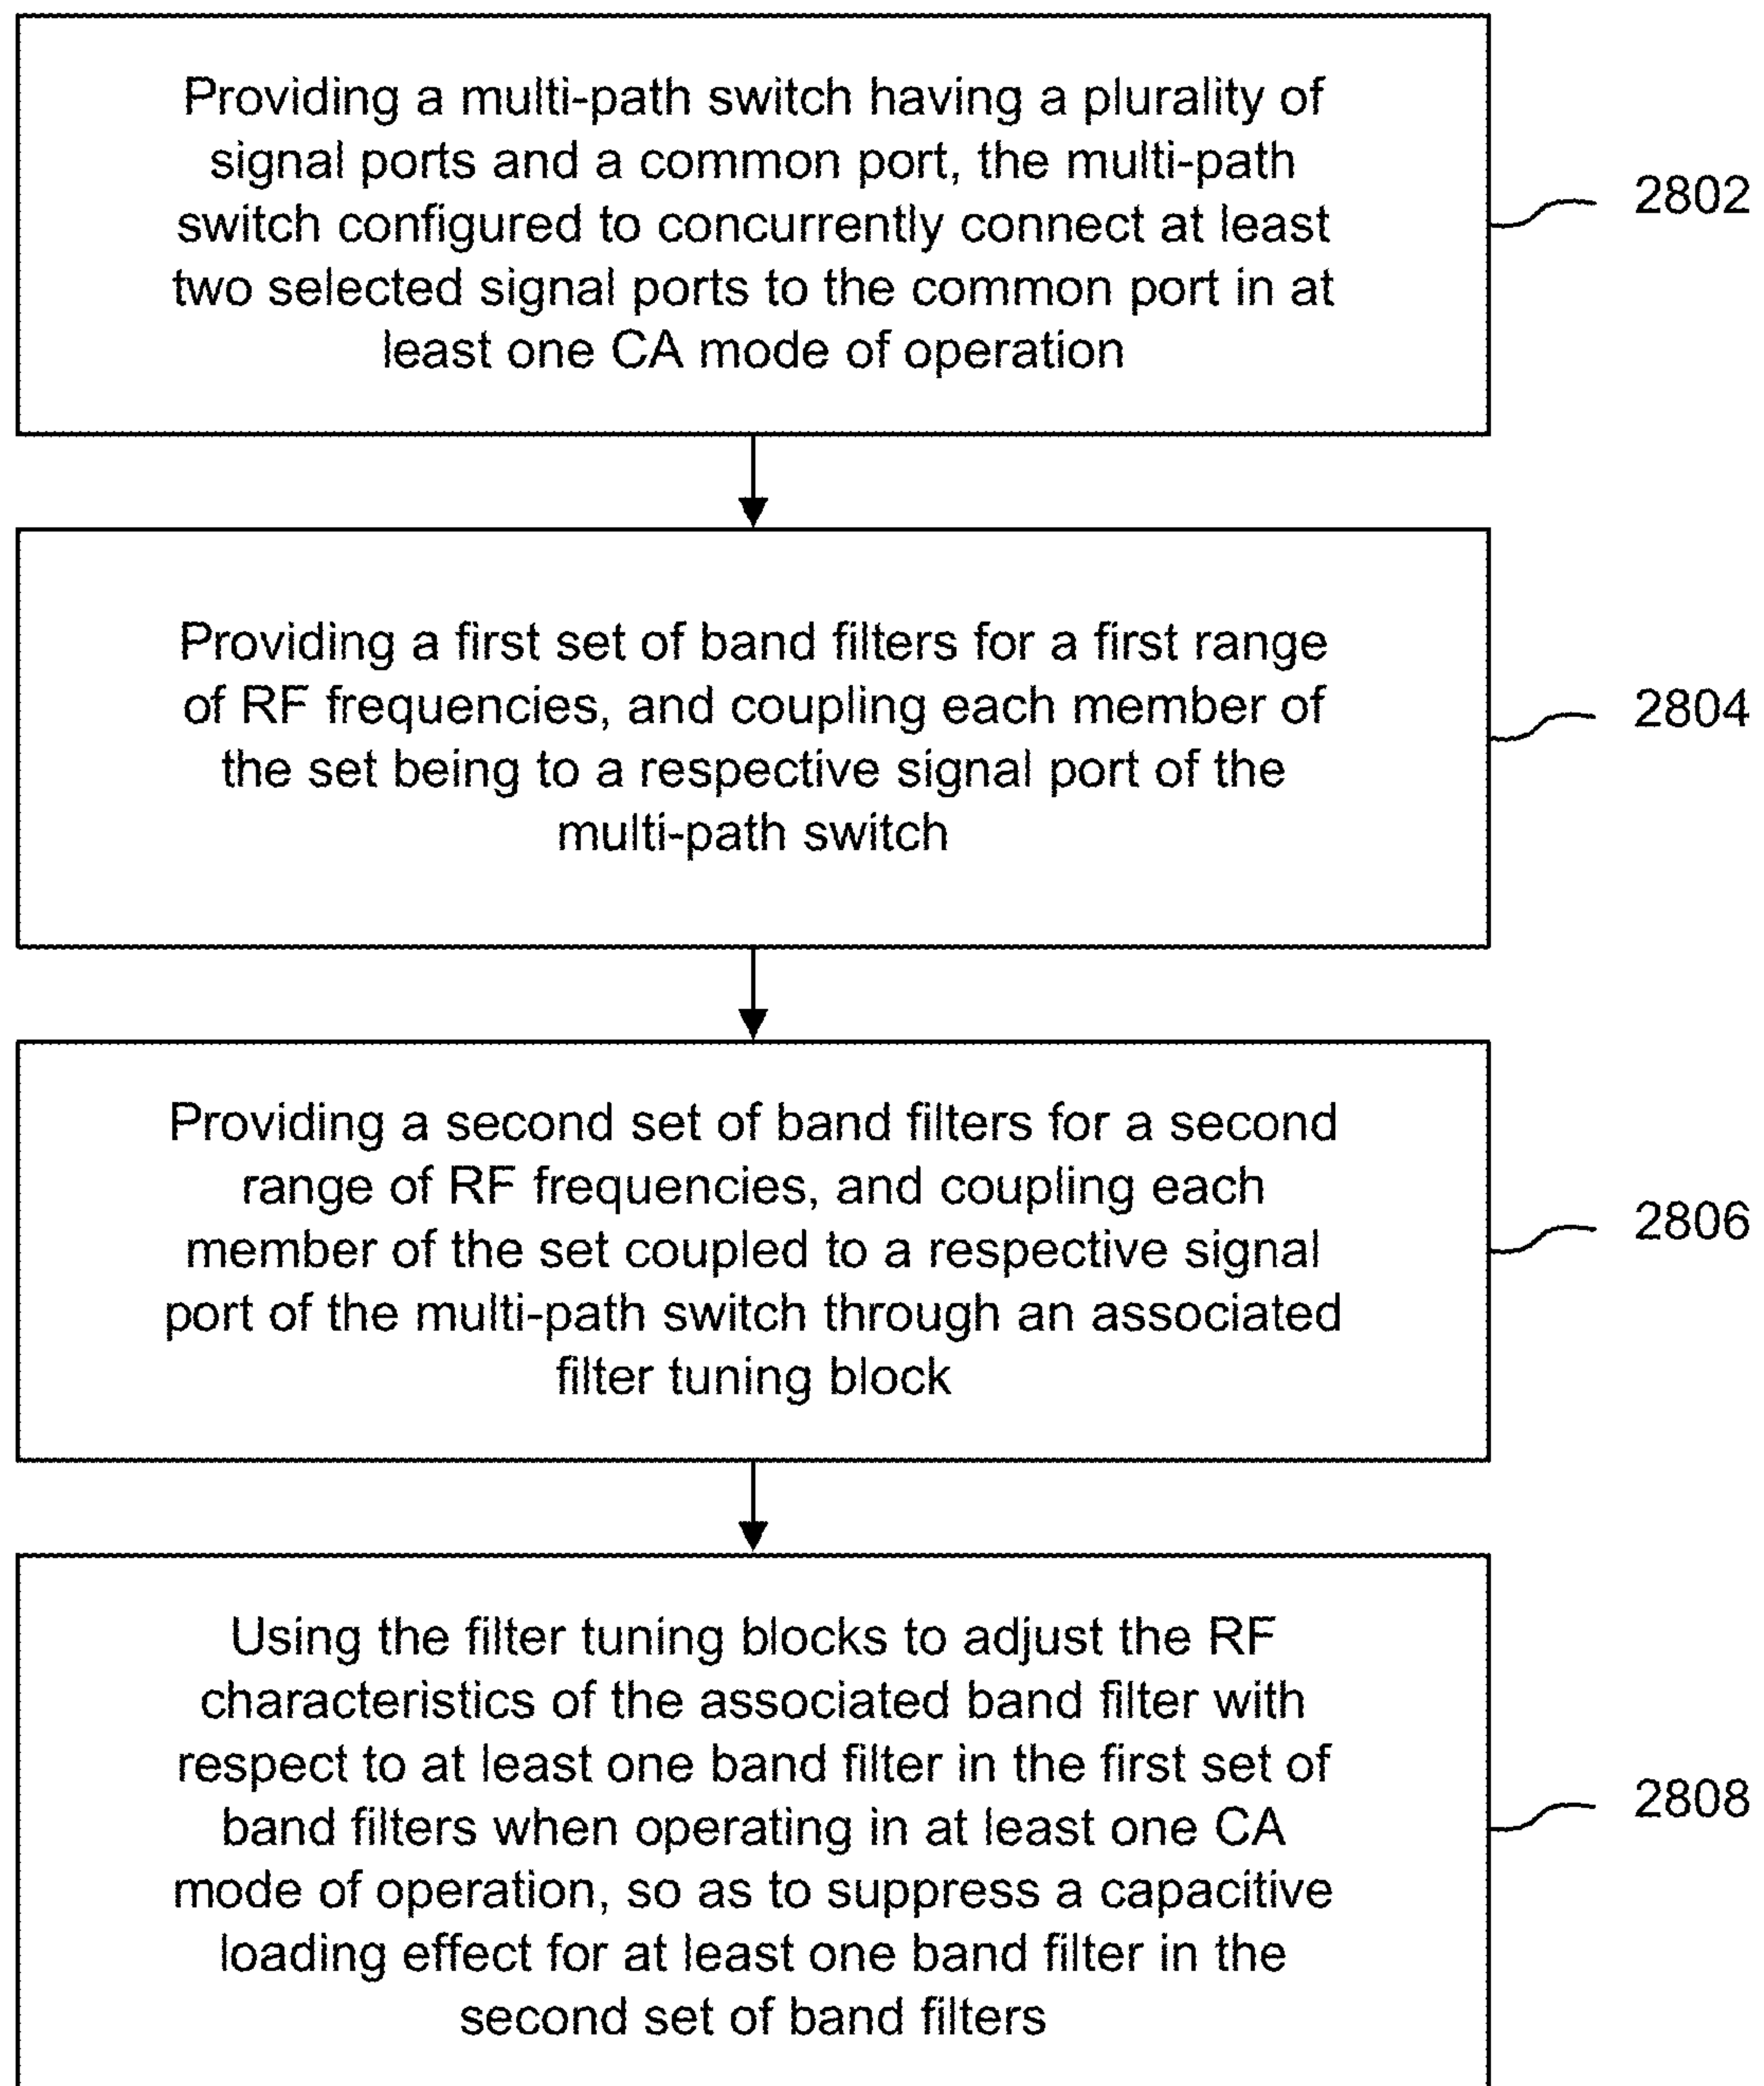 Providing a multi-path switch having a plurality of
signal ports and a common port, the multi-path
switch configured to concurrently connect at least
two selected signal ports to the common port in at
least one CA mode of operation
2802
Providing a first set of band filters for a first range
of RF frequencies, and coupling each member of
the set being to a respective signal port of the
multi-path switch
2804
Providing a second set of band filters for a second
range of RF frequencies, and coupling each
member of the set coupled to a respective signal
port of the multi-path switch through an associated
filter tuning block
2806
Using the filter tuning blocks to adjust the RF
characteristics of the associated band filter with
respect to at least one band filter in the first set of
band filters when operating in at least one CA
mode of operation, so as to suppress a capacitive
loading effect for at least one band filter in the
second set of band filters
2808